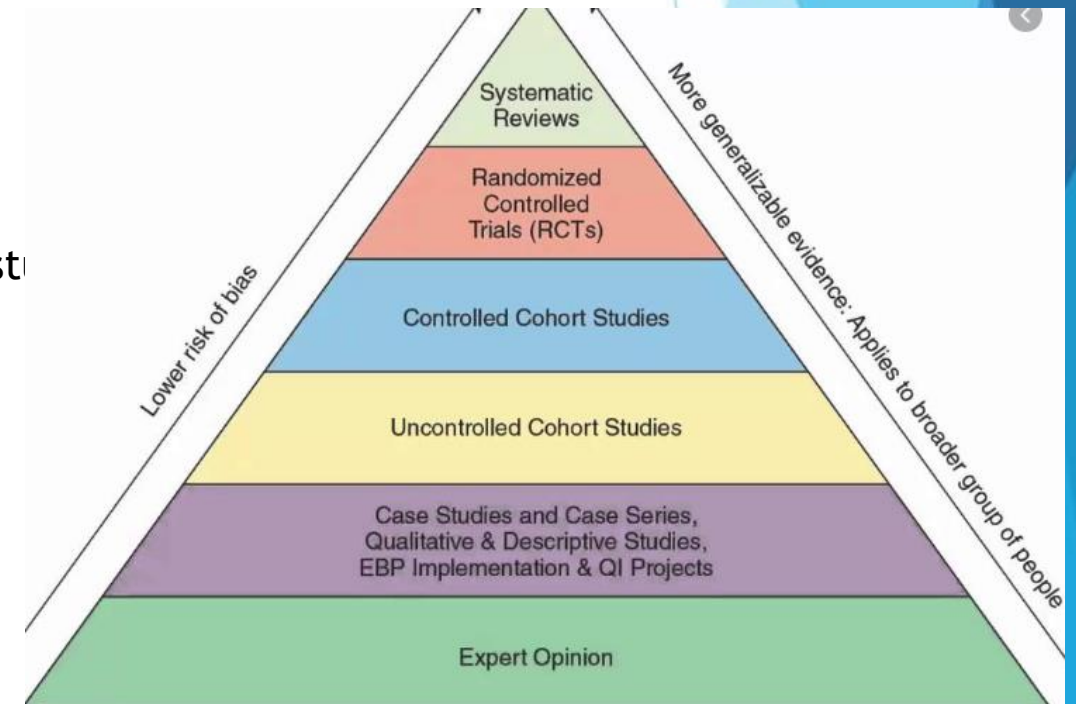 Systematic
Reviews
Randomized
Controlled
Trials (RCTs)
Controlled Cohort Studies
Uncontrolled Cohort Studies
Case Studies and Case Series,
Qualitative & Descriptive Studies,
EBP Implementation & QI Projects
Expert Opinion
Lower risk of bias
More generalizable evidence: Applies to broader group of people